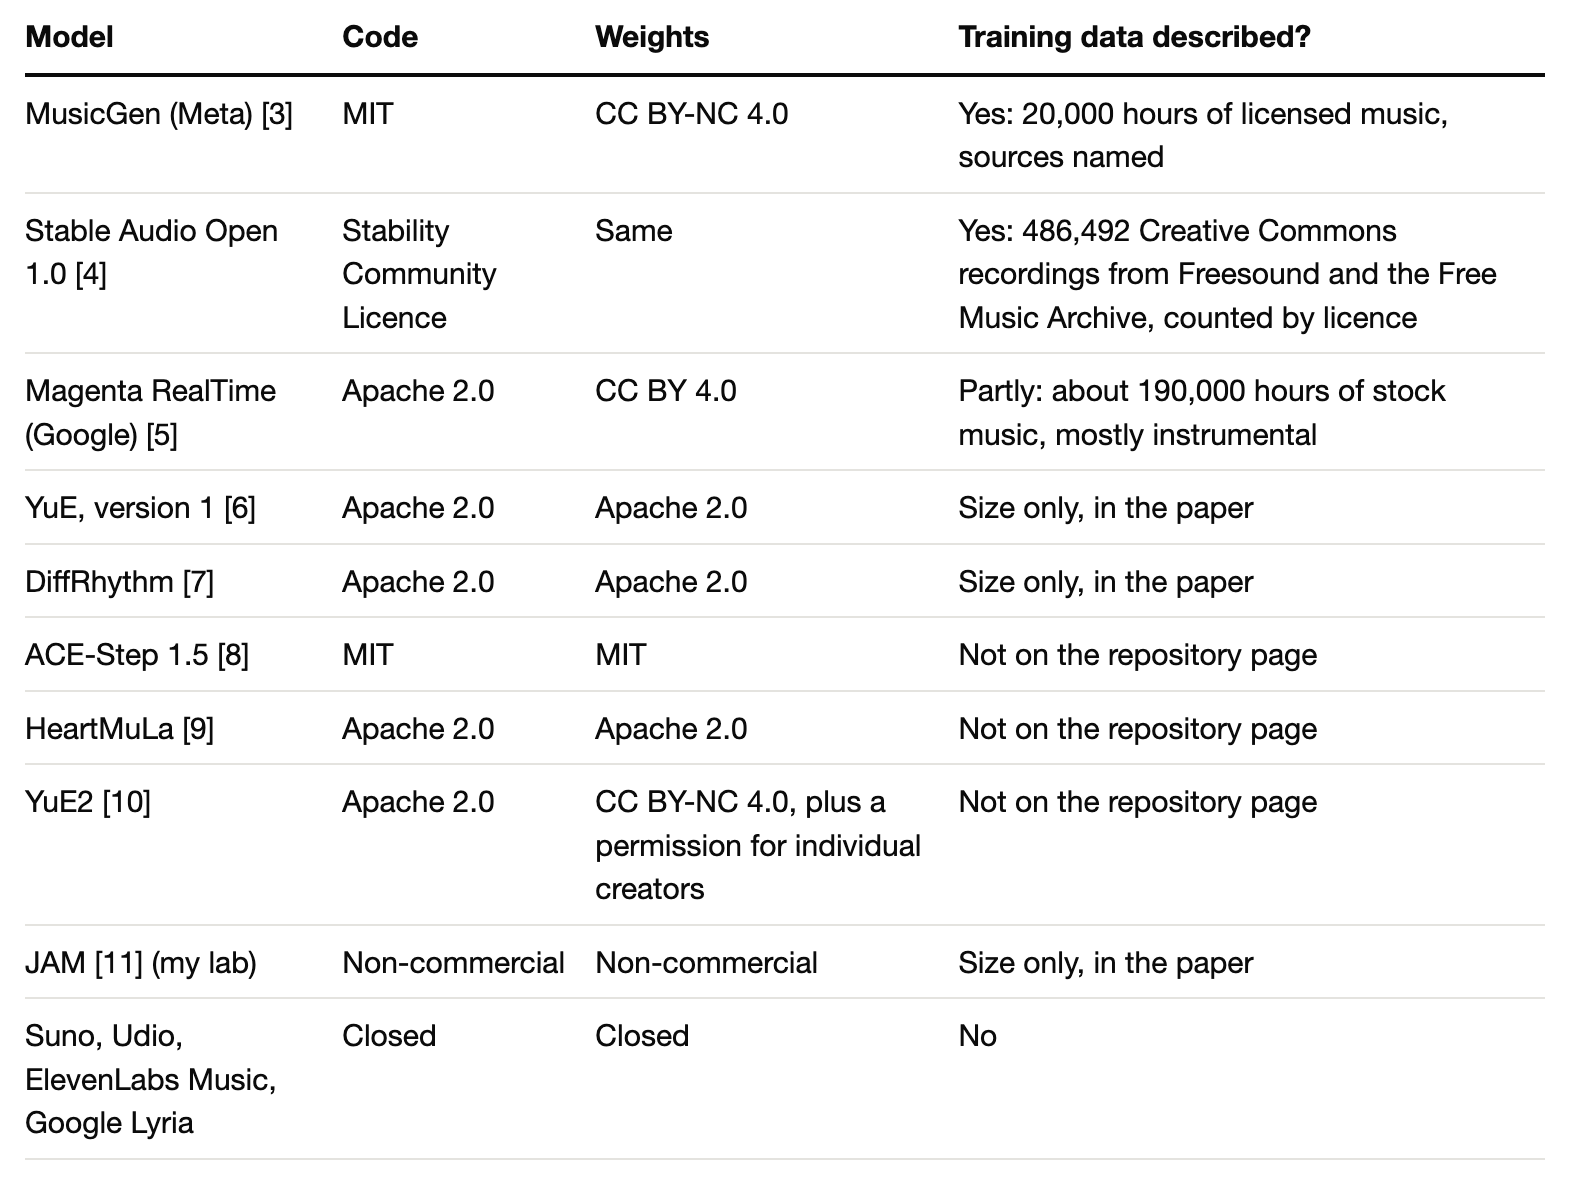 Model Code Weights Training data described?
MusicGen (Meta) [3] MIT CC BY-NC 4.0 Yes: 20,000 hours of licensed music,
sources named
Stable Audio Open Stability Same Yes: 486,492 Creative Commons
1.0 [4] Community recordings from Freesound and the Free
Licence Music Archive, counted by licence
Magenta RealTime Apache 2.0 CC BY 4.0 Partly: about 190,000 hours of stock
(Google) [5] music, mostly instrumental
YuE, version 1 [6] Apache 2.0 Apache 2.0 Size only, in the paper
DiffRhythm [7] Apache 2.0 Apache 2.0 Size only, in the paper
ACE-Step 1.5 [8] MIT MIT Not on the repository page
HeartMuLa [9] Apache 2.0 Apache 2.0 Not on the repository page
YuE2 [10] Apache 2.0 CC BY-NC 4.0, plus a Not on the repository page
permission for individual
creators
JAM [11] (my lab) Non-commercial Non-commercial Size only, in the paper
Suno, Udio, Closed Closed No
ElevenLabs Music,
Google Lyria